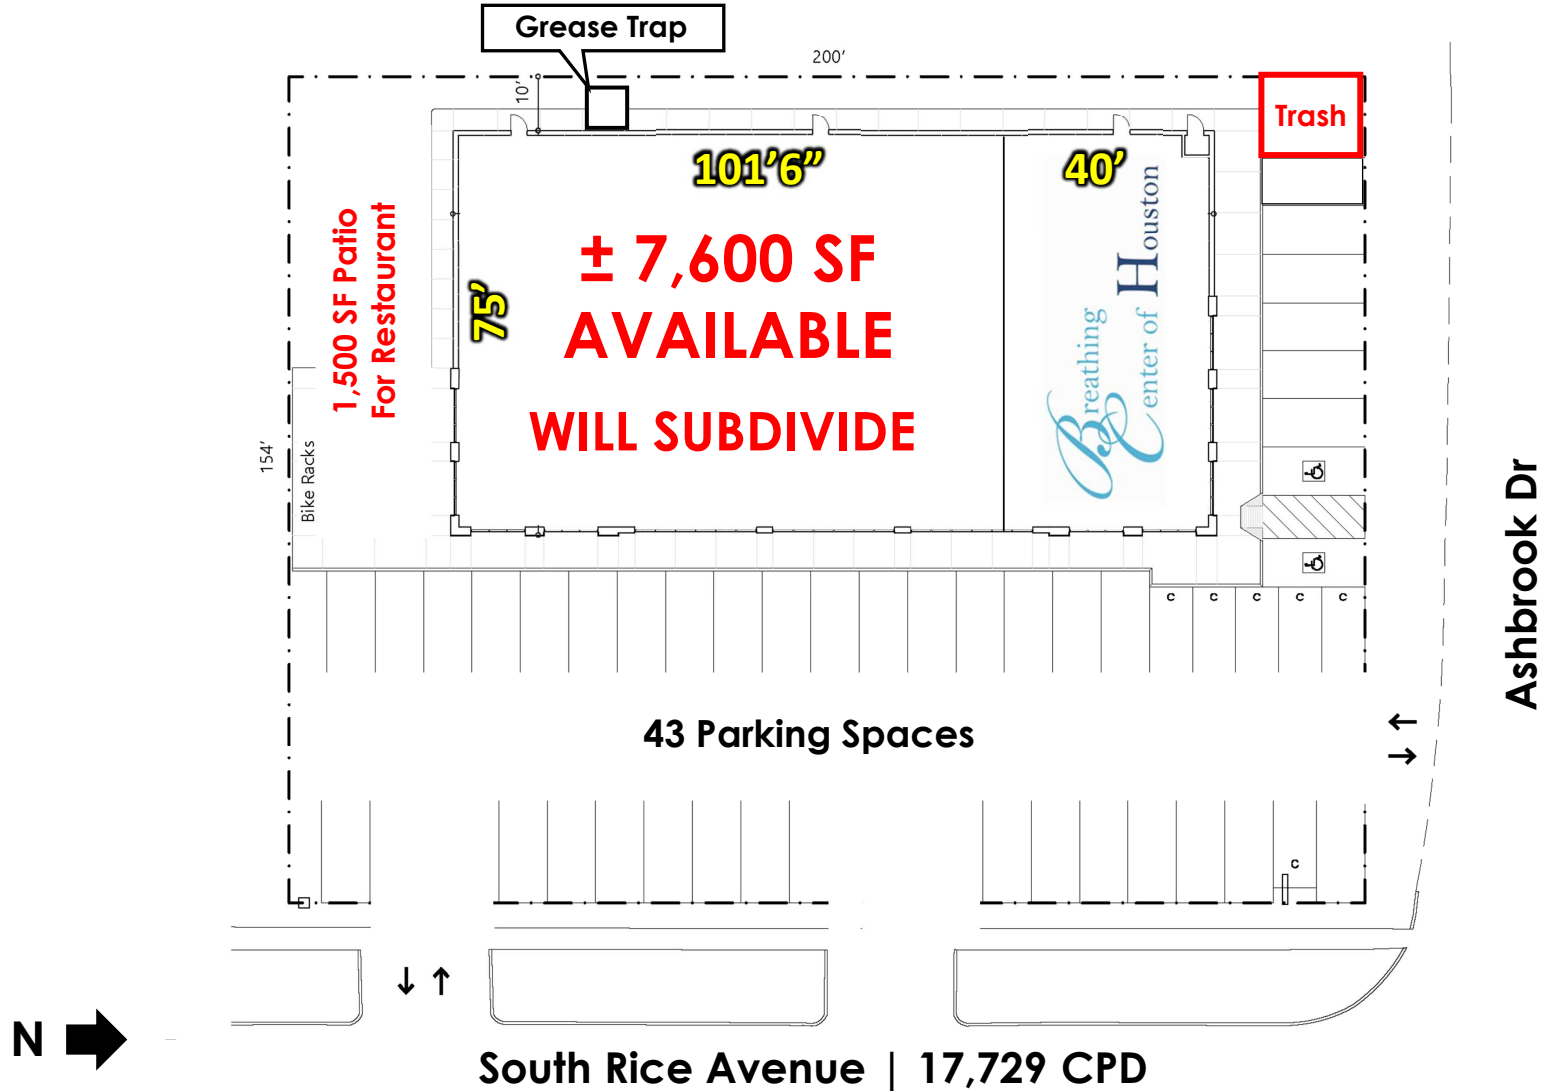 Grease Trap
200’
10’
Trash
101’6”
40’
1,500 SF Patio
For Restaurant
75’
± 7,600 SF
AVAILABLE
WILL SUBDIVIDE
Breathing
Center of Houston
154’
Bike Racks
Ashbrook Dr
C C C C C
43 Parking Spaces
C
N
South Rice Avenue | 17,729 CPD